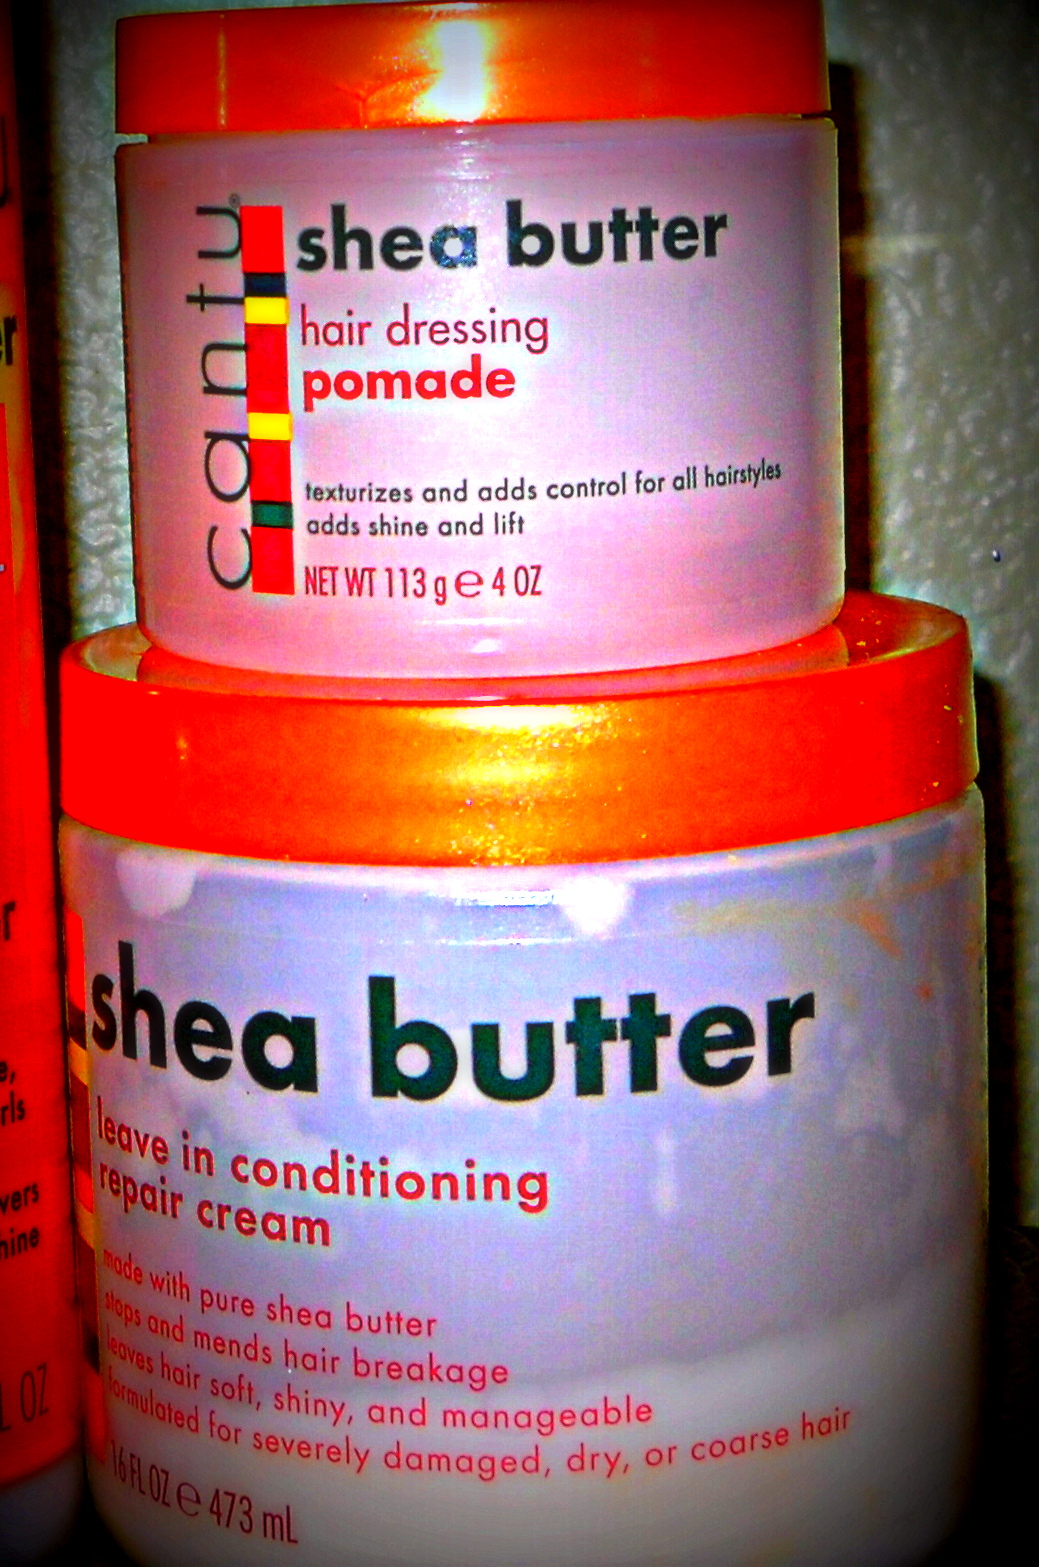 cantu®
shea butter
hair dressing
pomade
texturizes and adds control for all hairstyles
adds shine and lift
NET WT 113 g e 4 OZ
shea butter
leave in conditioning
repair cream
made with pure shea butter
stops and mends hair breakage
leaves hair soft, shiny, and manageable
formulated for severely damaged, dry, or coarse hair
16 FL OZ e 473 mL
OZ